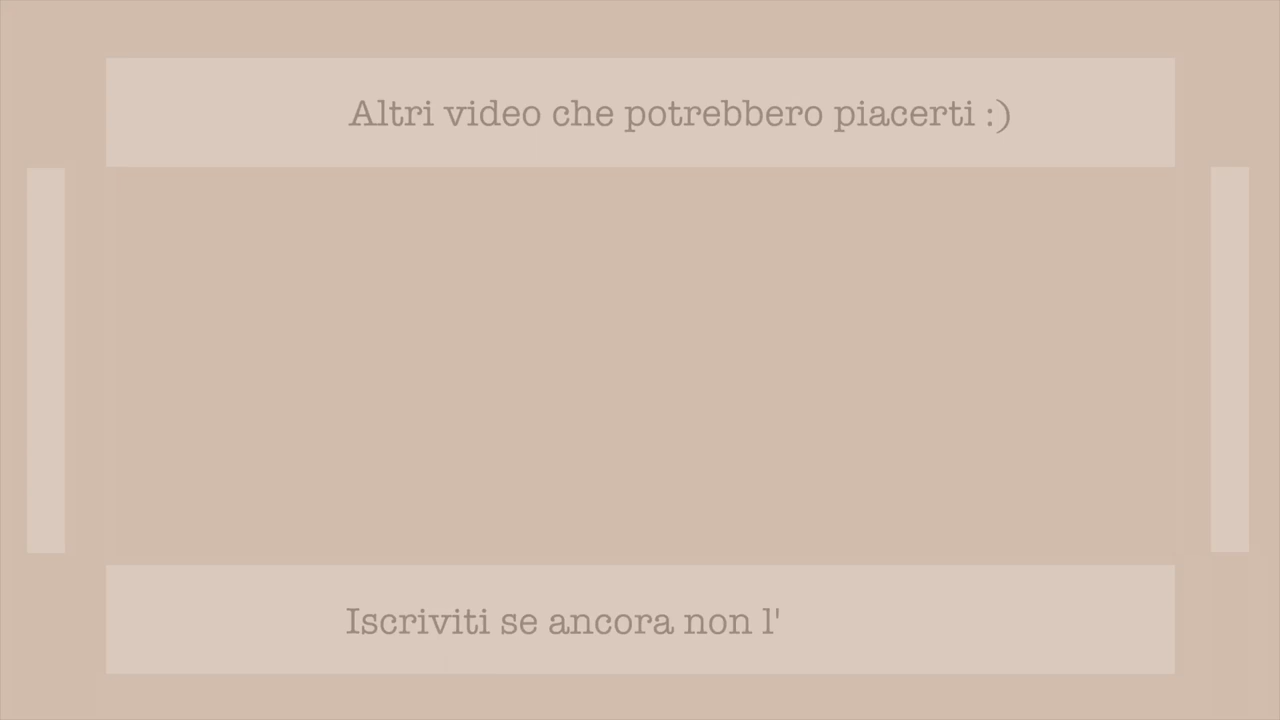 Altri video che potrebbero piacerti :)
Iscriviti se ancora non l'